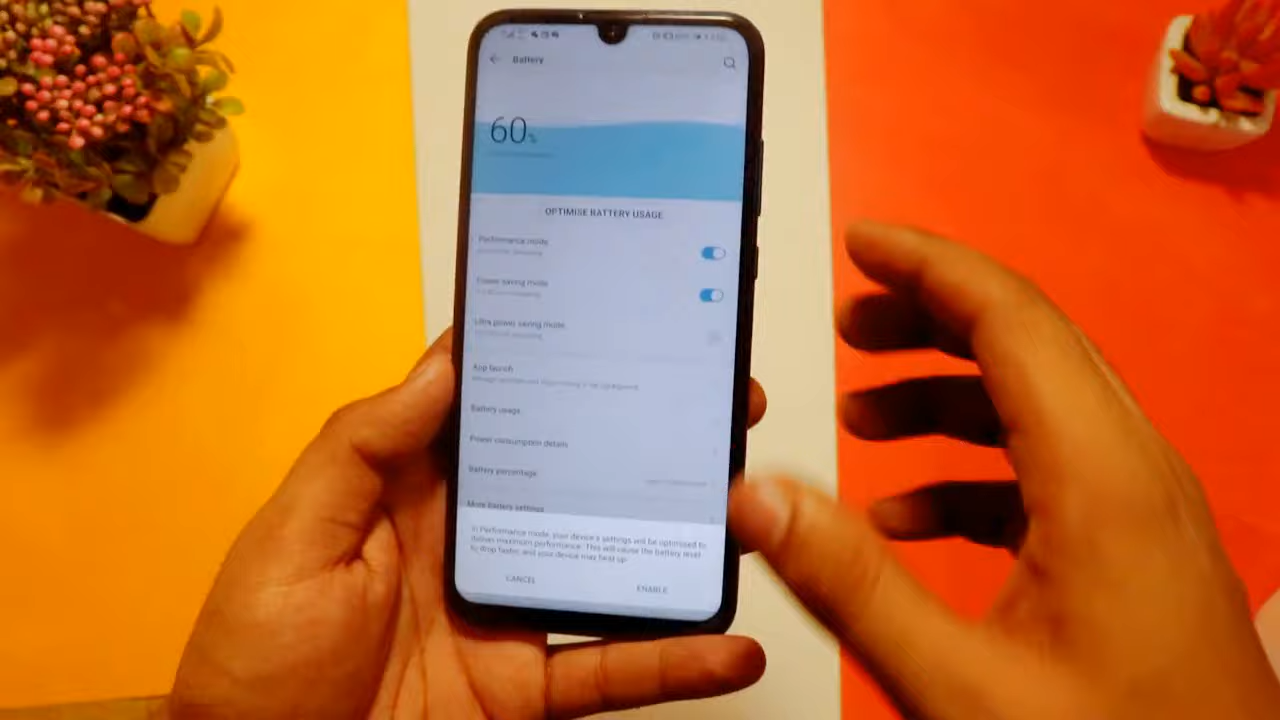 Battery
60%
OPTIMISE BATTERY USAGE
Performance mode
Power saving mode
Ultra power saving mode
App launch
Battery usage
Power consumption details
Battery percentage
More battery settings
In Performance mode, your device's settings will be optimised to
deliver maximum performance. This will cause the battery level
to drop faster, and your device may heat up.
CANCEL
ENABLE